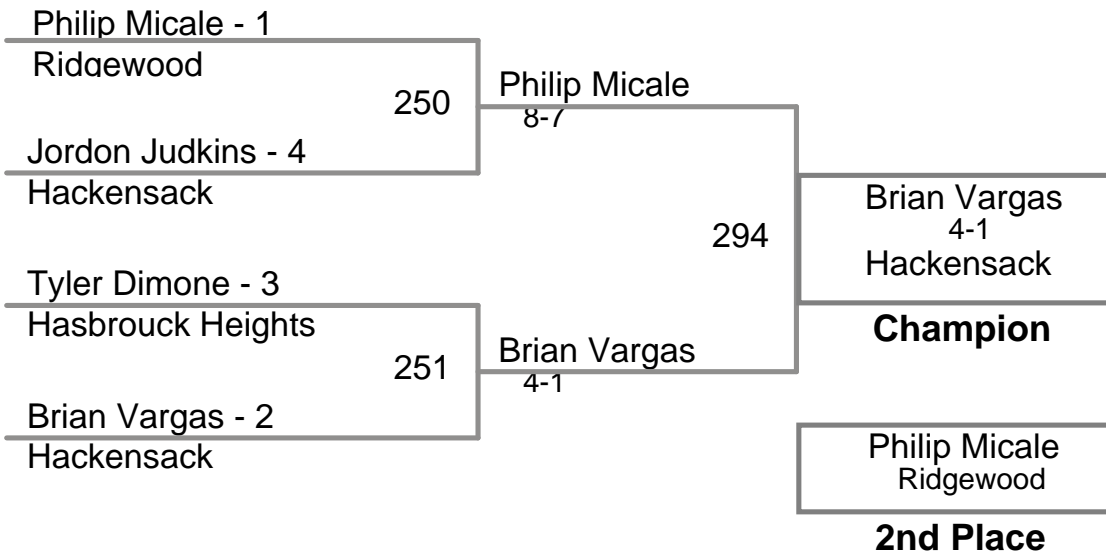 Philip Micale - 1
Ridgewood
250
Jordon Judkins - 4
Hackensack
Philip Micale
8-7
Tyler Dimone - 3
Hasbrouck Heights
251
Brian Vargas - 2
Hackensack
Brian Vargas
4-1
294
Brian Vargas
4-1
Hackensack
Champion
Philip Micale
Ridgewood
2nd Place